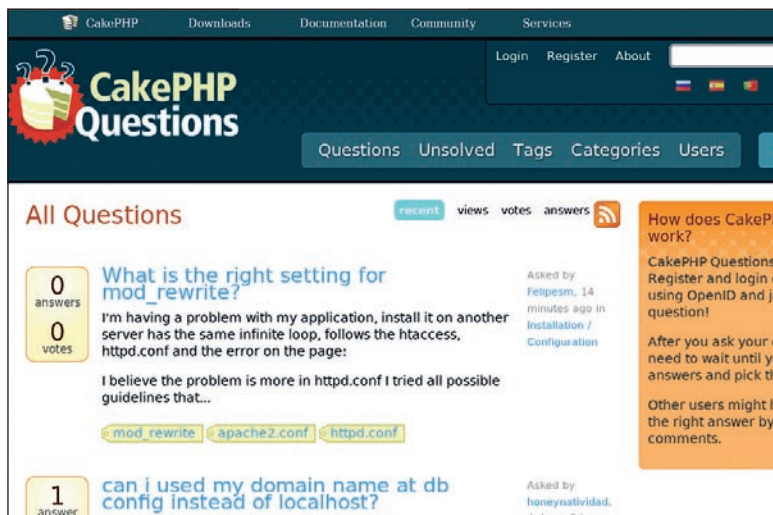 CakePHP Downloads Documentation Community Services
Login Register About
CakePHP
Questions
Questions Unsolved Tags Categories Users
All Questions
recent views votes answers
0
answers
0
votes
What is the right setting for
mod_rewrite?
I'm having a problem with my application, install it on another
server has the same infinite loop, follows the htaccess,
httpd.conf and the error on the page:
I believe the problem is more in httpd.conf I tried all possible
guidelines that...
mod_rewrite apache2.conf httpd.conf
Asked by
Felipesm, 14
minutes ago in
Installation /
Configuration
1
answer
can i used my domain name at db
config instead of localhost?
Asked by
honeynatividad,
How does CakeP
work?
CakePHP Questions
Register and login
using OpenID and j
question!
After you ask your
need to wait until y
answers and pick th
Other users might
the right answer by
comments.